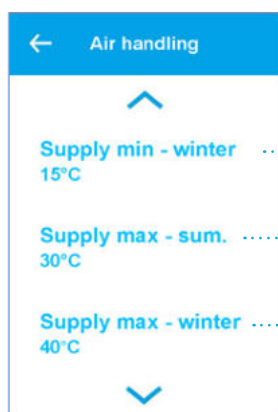 Air handling
Supply min - winter
15°C
Supply max - sum.
30°C
Supply max - winter
40°C